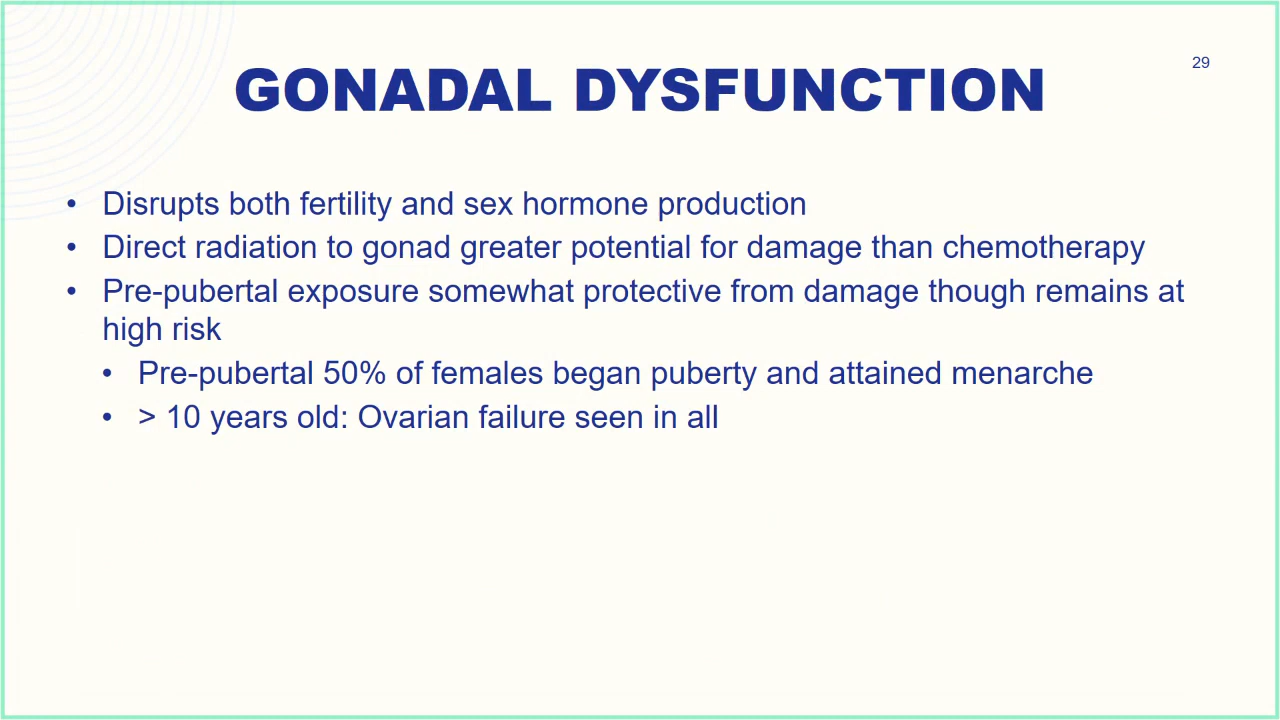 29
GONADAL DYSFUNCTION
• Disrupts both fertility and sex hormone production
• Direct radiation to gonad greater potential for damage than chemotherapy
• Pre-pubertal exposure somewhat protective from damage though remains at
high risk
• Pre-pubertal 50% of females began puberty and attained menarche
• > 10 years old: Ovarian failure seen in all